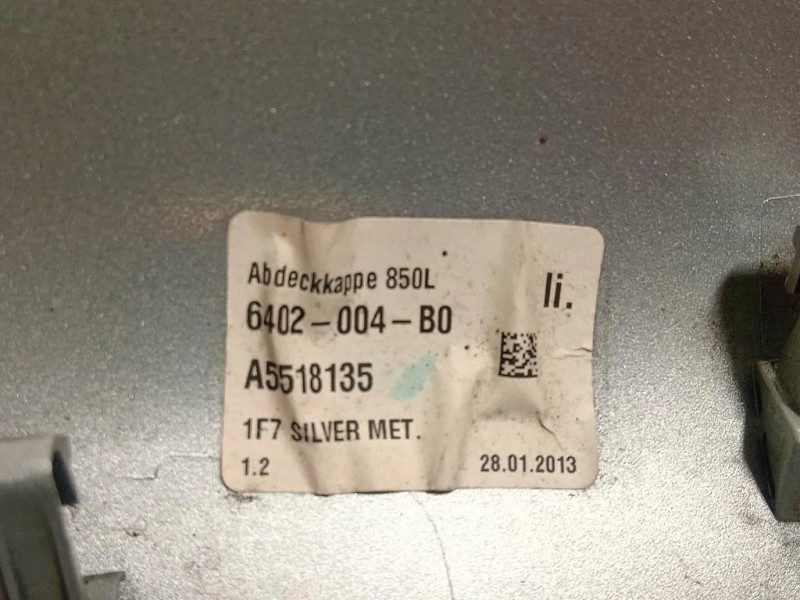 Abdeckkappe 850L
li.
6402-004-B0
A5518135
1F7 SILVER MET.
1.2
28.01.2013